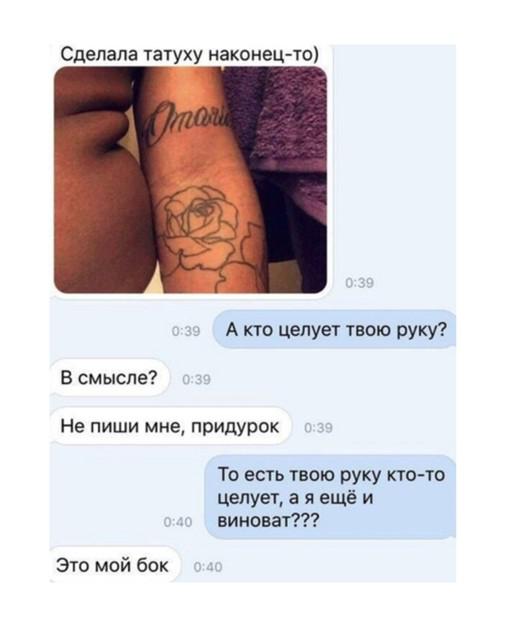 Сделала татуху наконец-то)
0:39
0:39
А кто целует твою руку?
В смысле?
0:39
Не пиши мне, придурок
0:39
То есть твою руку кто-то
целует, а я ещё и
виноват???
0:40
Это мой бок
0:40